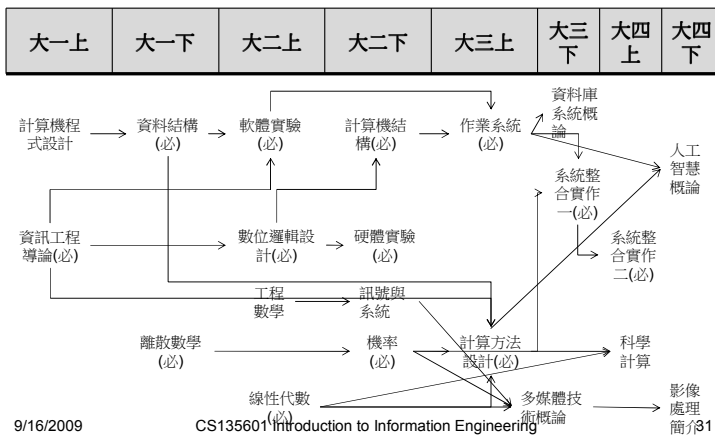 大一上
大一下
大二上
大二下
大三上
大三
下
大四
上
大四
下
計算機程
式設計
資料結構
(必)
軟體實驗
(必)
計算機結
構(必)
作業系統
(必)
資料庫
系統概
論
人工
智慧
概論
系統整
合實作
一(必)
資訊工程
導論(必)
數位邏輯設
計(必)
硬體實驗
(必)
系統整
合實作
二(必)
工程
數學
訊號與
系統
離散數學
(必)
機率
(必)
計算方法
設計(必)
科學
計算
線性代數
(必)
多媒體技
術概論
影像
處理
簡介
9/16/2009
CS135601 Introduction to Information Engineering
31